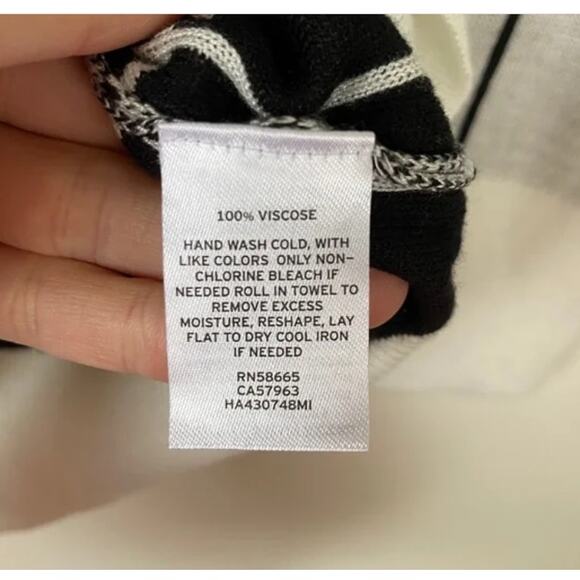 100% VISCOSE
HAND WASH COLD, WITH
LIKE COLORS ONLY NON-
CHLORINE BLEACH IF
NEEDED ROLL IN TOWEL TO
REMOVE EXCESS
MOISTURE, RESHAPE, LAY
FLAT TO DRY COOL IRON
IF NEEDED
RN58665
CA57963
HA430748MI